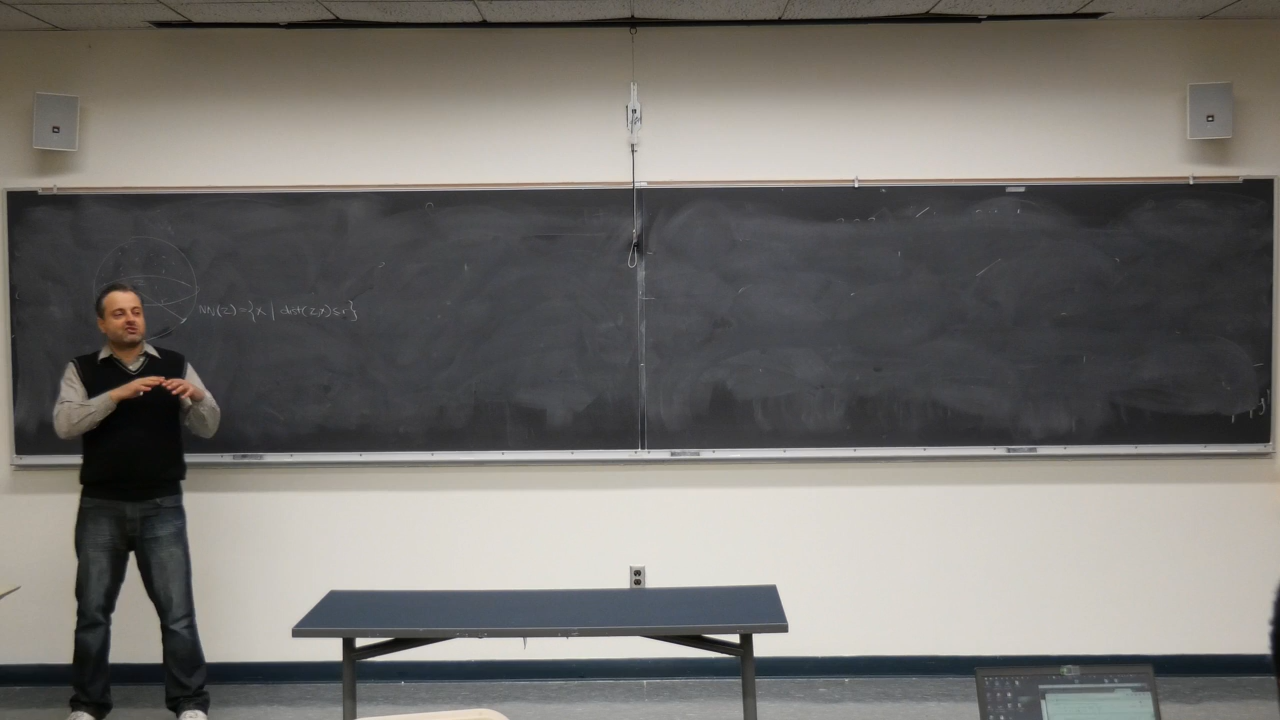 NN(z)={x | dist(z,x)≤r}